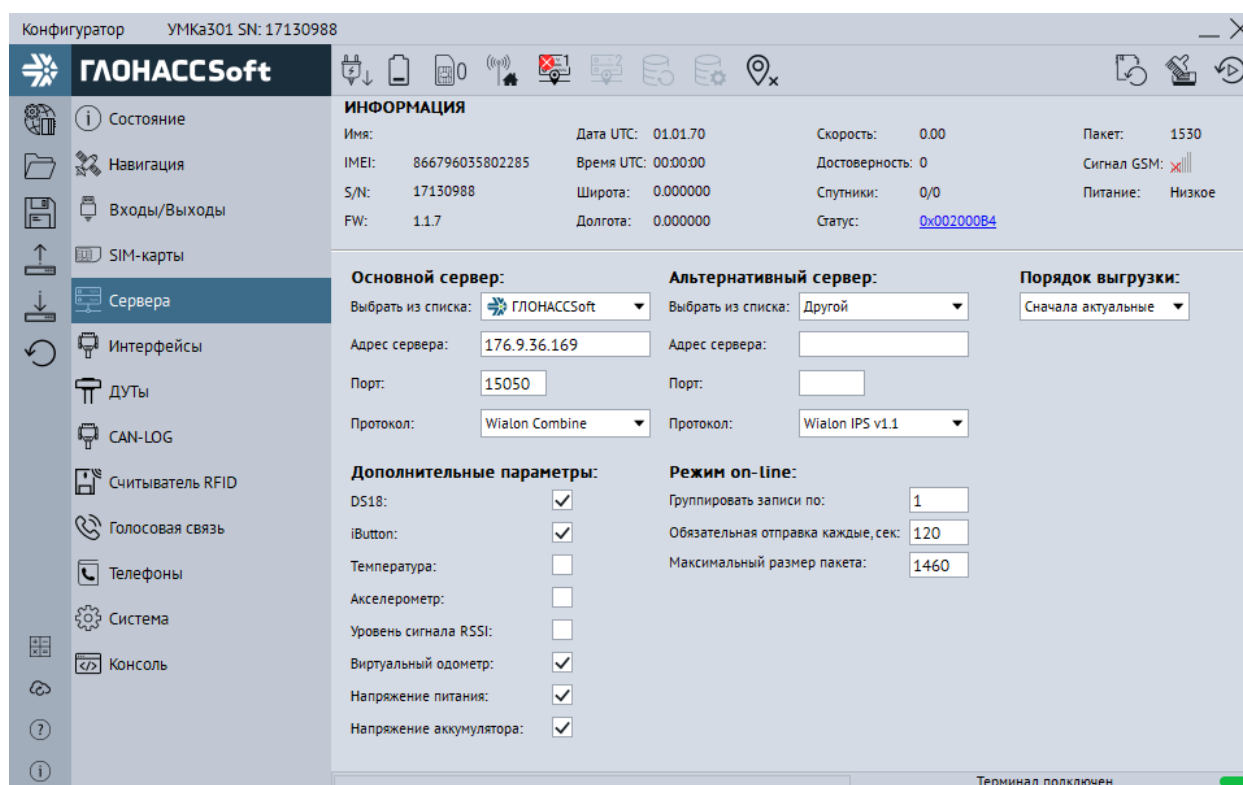 Конфигуратор УМКа301 SN: 17130988
ГЛОНАССSoft
0 1 2
ИНФОРМАЦИЯ
Имя: Дата UTC: 01.01.70 Скорость: 0.00 Пакет: 1530
IMEI: 866796035802285 Время UTC: 00:00:00 Достоверность: 0 Сигнал GSM:
S/N: 17130988 Широта: 0.000000 Спутники: 0/0 Питание: Низкое
FW: 1.1.7 Долгота: 0.000000 Статус: 0x002000B4
Состояние
Навигация
Входы/Выходы
SIM-карты
Сервера
Интерфейсы
ДУТы
CAN-LOG
Считыватель RFID
Голосовая связь
Телефоны
Система
Консоль
Основной сервер:
Выбрать из списка: ГЛОНАССSoft
Адрес сервера: 176.9.36.169
Порт: 15050
Протокол: Wialon Combine
Альтернативный сервер:
Выбрать из списка: Другой
Адрес сервера:
Порт:
Протокол: Wialon IPS v1.1
Порядок выгрузки:
Сначала актуальные
Дополнительные параметры:
DS18:
iButton:
Температура:
Акселерометр:
Уровень сигнала RSSI:
Виртуальный одометр:
Напряжение питания:
Напряжение аккумулятора:
Режим on-line:
Группировать записи по: 1
Обязательная отправка каждые, сек: 120
Максимальный размер пакета: 1460
Терминал подключен